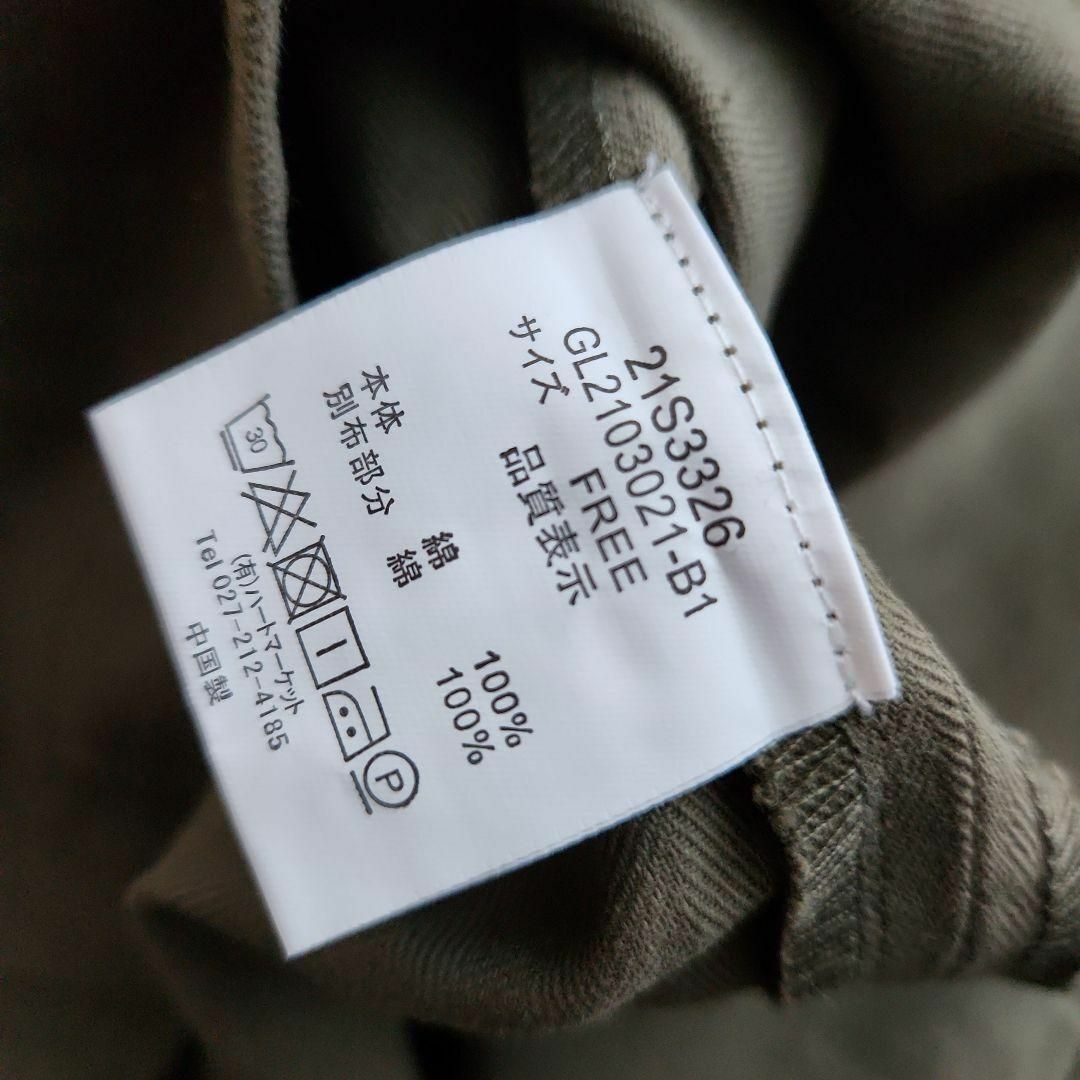 21S3326
GL2103021-B1
サイズ FREE
品質表示
本体 綿 100%
別布部分 綿 100%
30
P
(有)ハートマーケット
Tel 027-212-4185
中国製